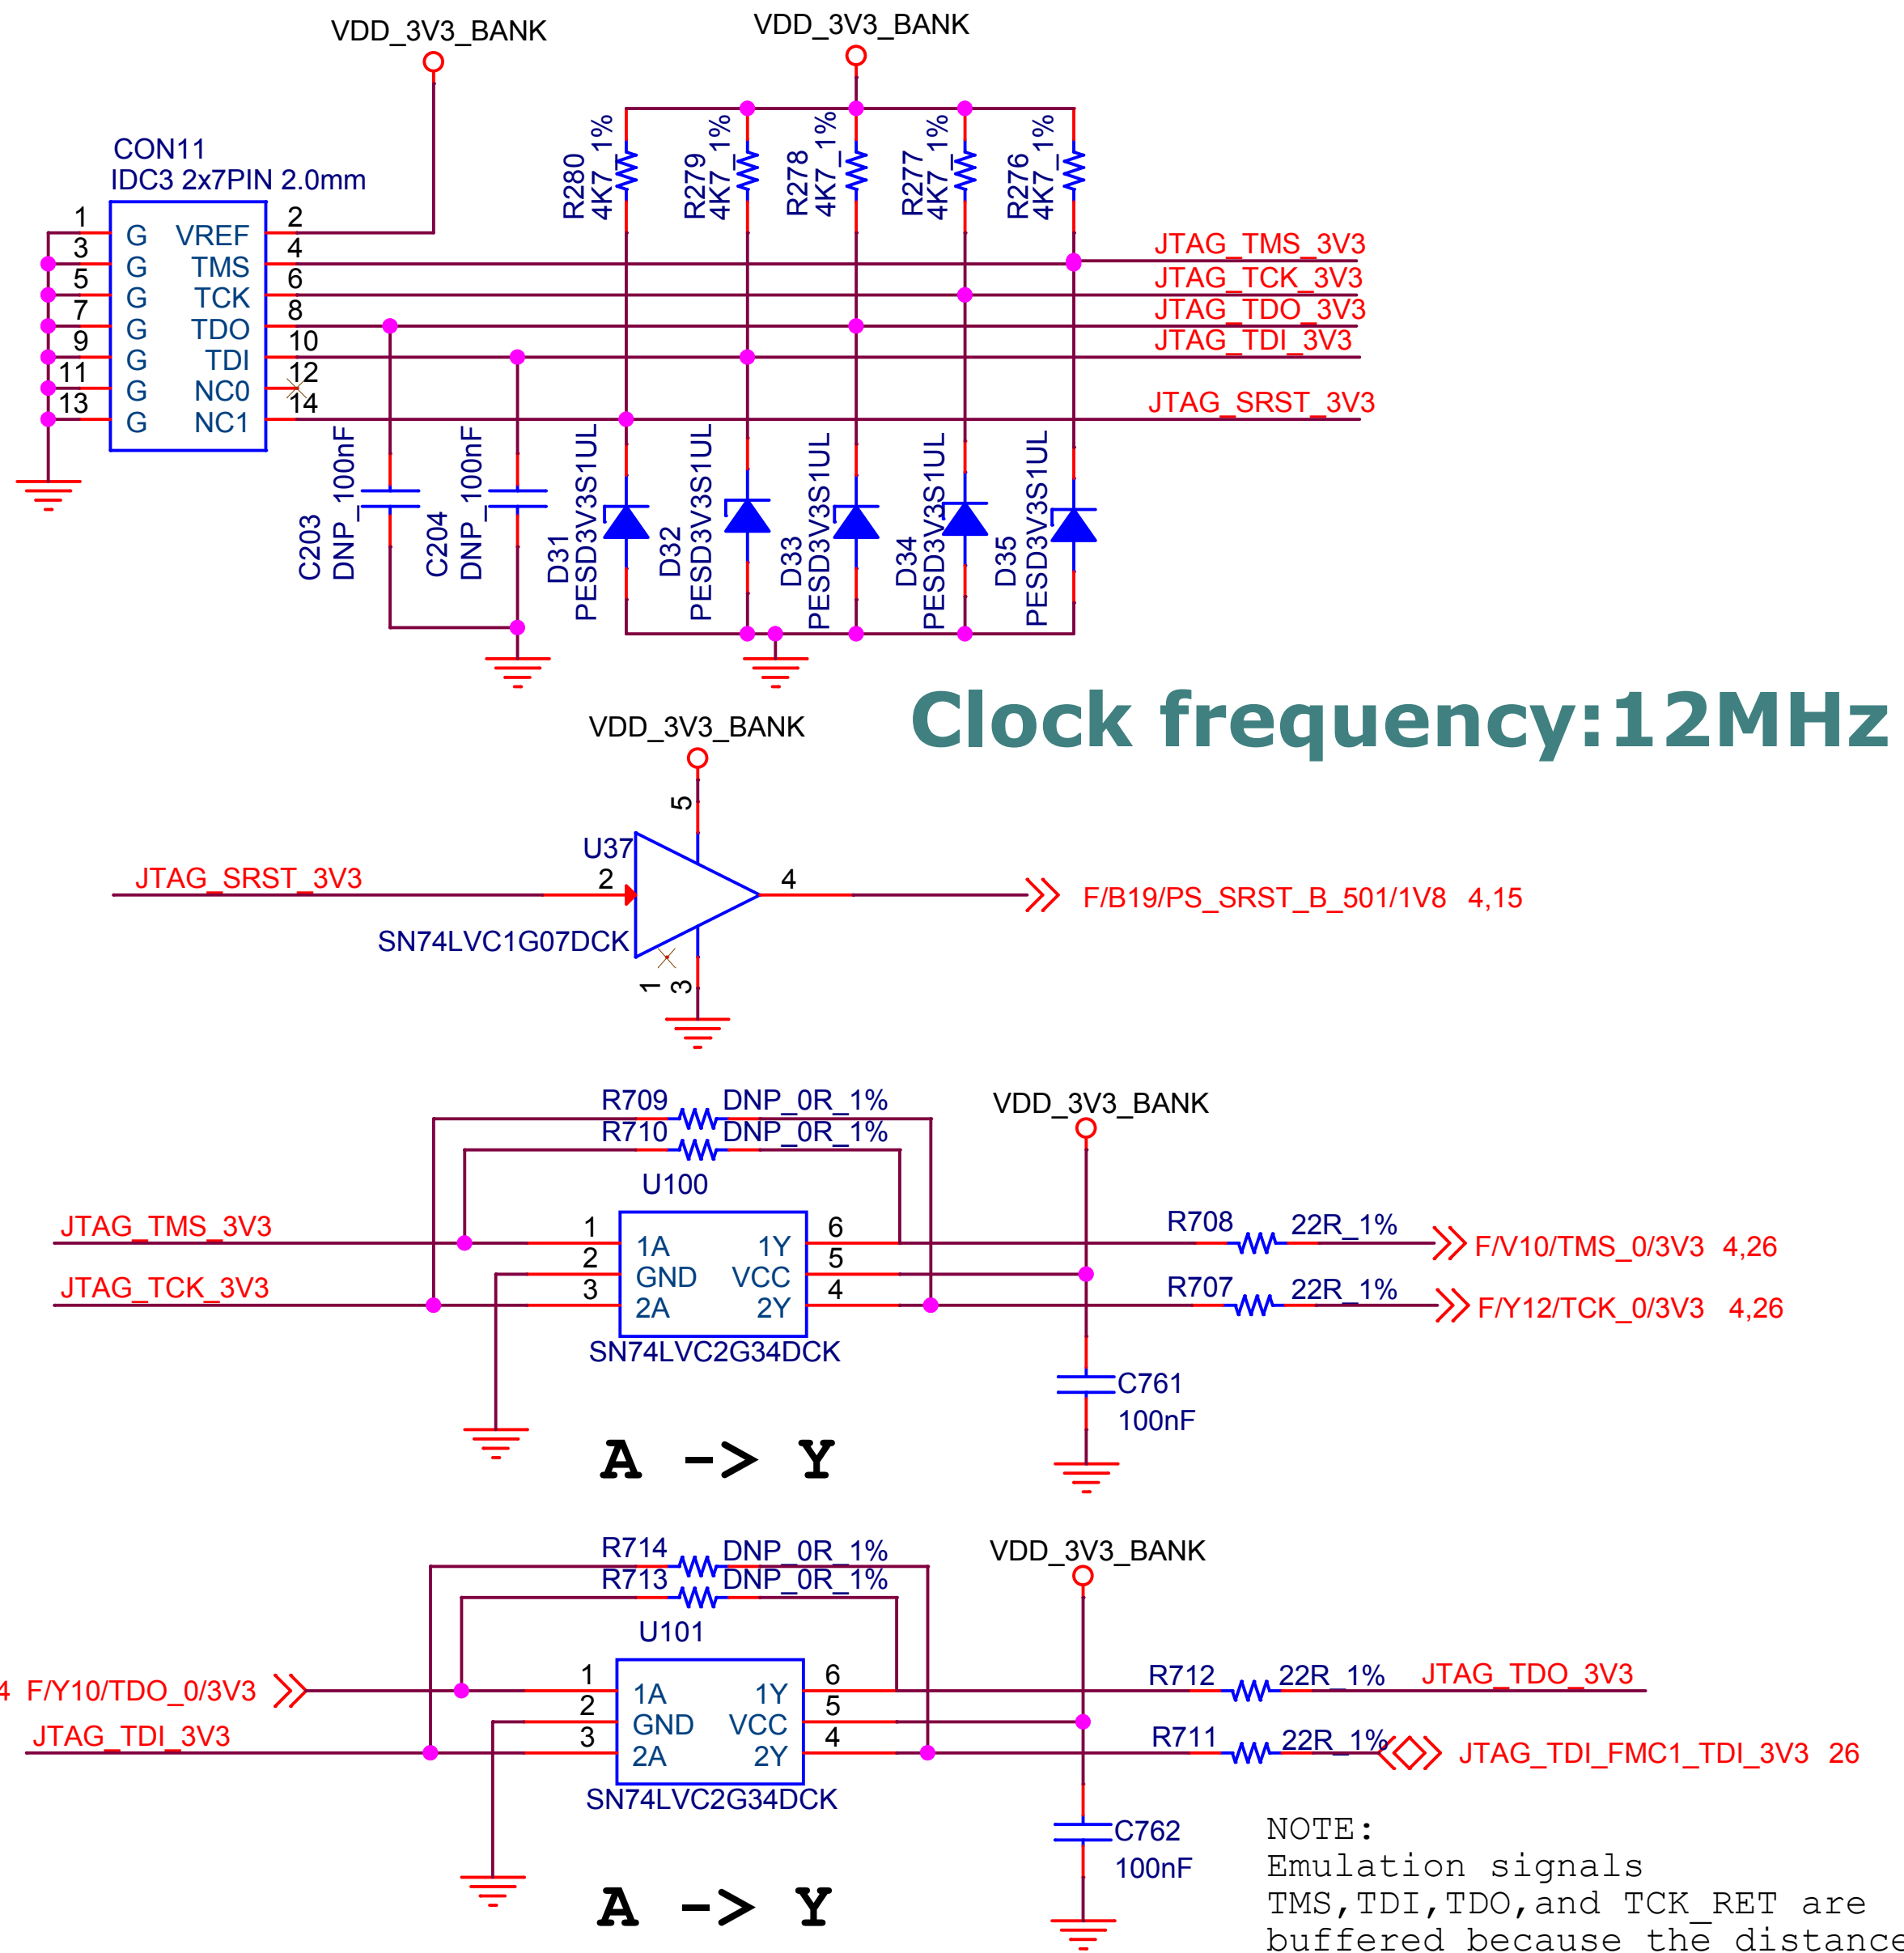 VDD_3V3_BANK
VDD_3V3_BANK
CON11
IDC3 2x7PIN 2.0mm
R280
4K7_1%
R279
4K7_1%
R278
4K7_1%
R277
4K7_1%
R276
4K7_1%
1 G VREF 2
3 G TMS 4
5 G TCK 6
7 G TDO 8
9 G TDI 10
11 G NC0 12
13 G NC1 14
JTAG_TMS_3V3
JTAG_TCK_3V3
JTAG_TDO_3V3
JTAG_TDI_3V3
JTAG_SRST_3V3
C203
DNP_100nF
C204
DNP_100nF
D31
PESD3V3S1UL
D32
PESD3V3S1UL
D33
PESD3V3S1UL
D34
PESD3V3S1UL
D35
PESD3V3S1UL
Clock frequency:12MHz
VDD_3V3_BANK
5
U37
JTAG_SRST_3V3
2
4
F/B19/PS_SRST_B_501/1V8 4,15
SN74LVC1G07DCK
1
3
R709 DNP_0R_1%
R710 DNP_0R_1%
VDD_3V3_BANK
U100
JTAG_TMS_3V3
JTAG_TCK_3V3
1 1A 1Y 6
2 GND VCC 5
3 2A 2Y 4
SN74LVC2G34DCK
R708 22R_1%
F/V10/TMS_0/3V3 4,26
R707 22R_1%
F/Y12/TCK_0/3V3 4,26
C761
100nF
A -> Y
R714 DNP_0R_1%
R713 DNP_0R_1%
VDD_3V3_BANK
U101
4 F/Y10/TDO_0/3V3
JTAG_TDI_3V3
1 1A 1Y 6
2 GND VCC 5
3 2A 2Y 4
SN74LVC2G34DCK
R712 22R_1% JTAG_TDO_3V3
R711 22R_1%
JTAG_TDI_FMC1_TDI_3V3 26
C762
100nF
A -> Y
NOTE:
Emulation signals
TMS,TDI,TDO,and TCK_RET are
buffered because the distance